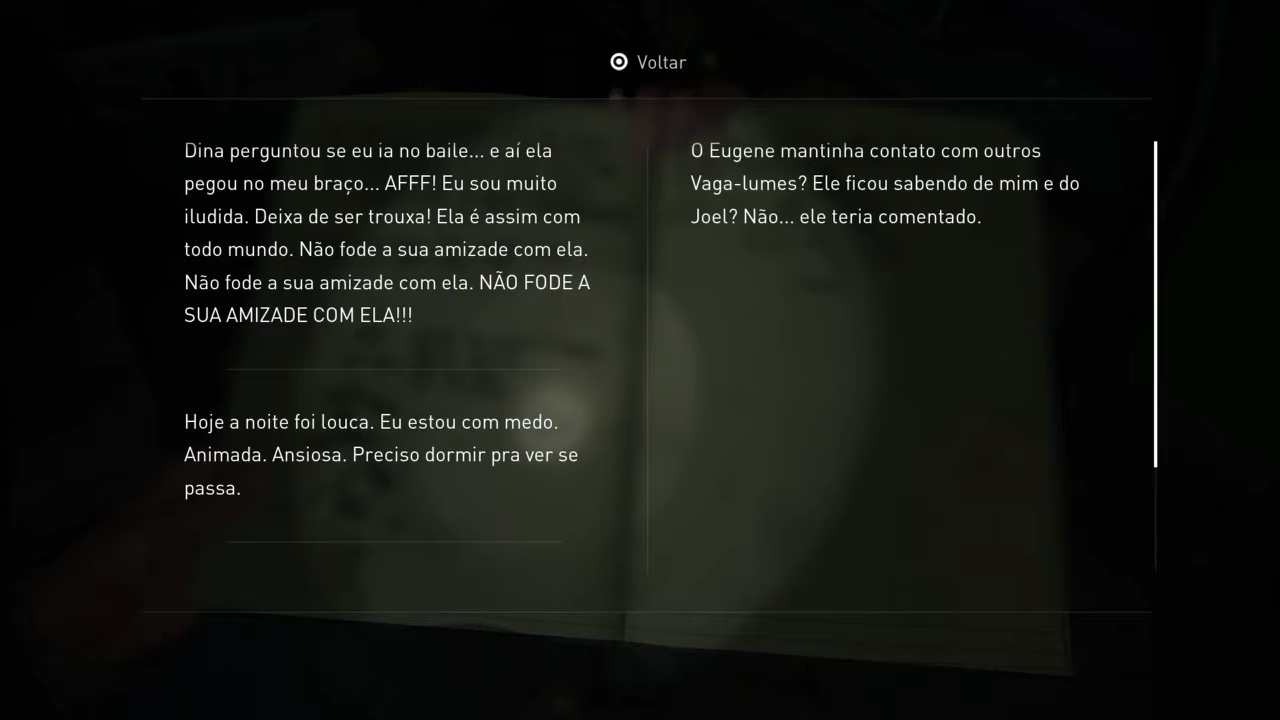 Voltar
Dina perguntou se eu ia no baile... e aí ela
pegou no meu braço... AFFF! Eu sou muito
iludida. Deixa de ser trouxa! Ela é assim com
todo mundo. Não fode a sua amizade com ela.
Não fode a sua amizade com ela. NÃO FODE A
SUA AMIZADE COM ELA!!!
Hoje a noite foi louca. Eu estou com medo.
Animada. Ansiosa. Preciso dormir pra ver se
passa.
O Eugene mantinha contato com outros
Vaga-lumes? Ele ficou sabendo de mim e do
Joel? Não... ele teria comentado.